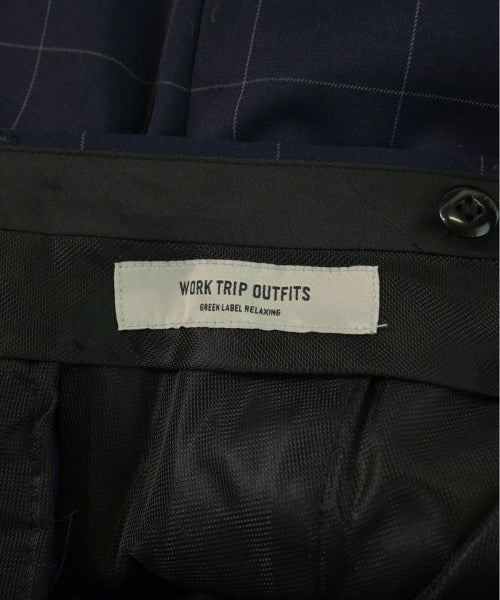 WORK TRIP OUTFITS
GREEN LABEL RELAXING